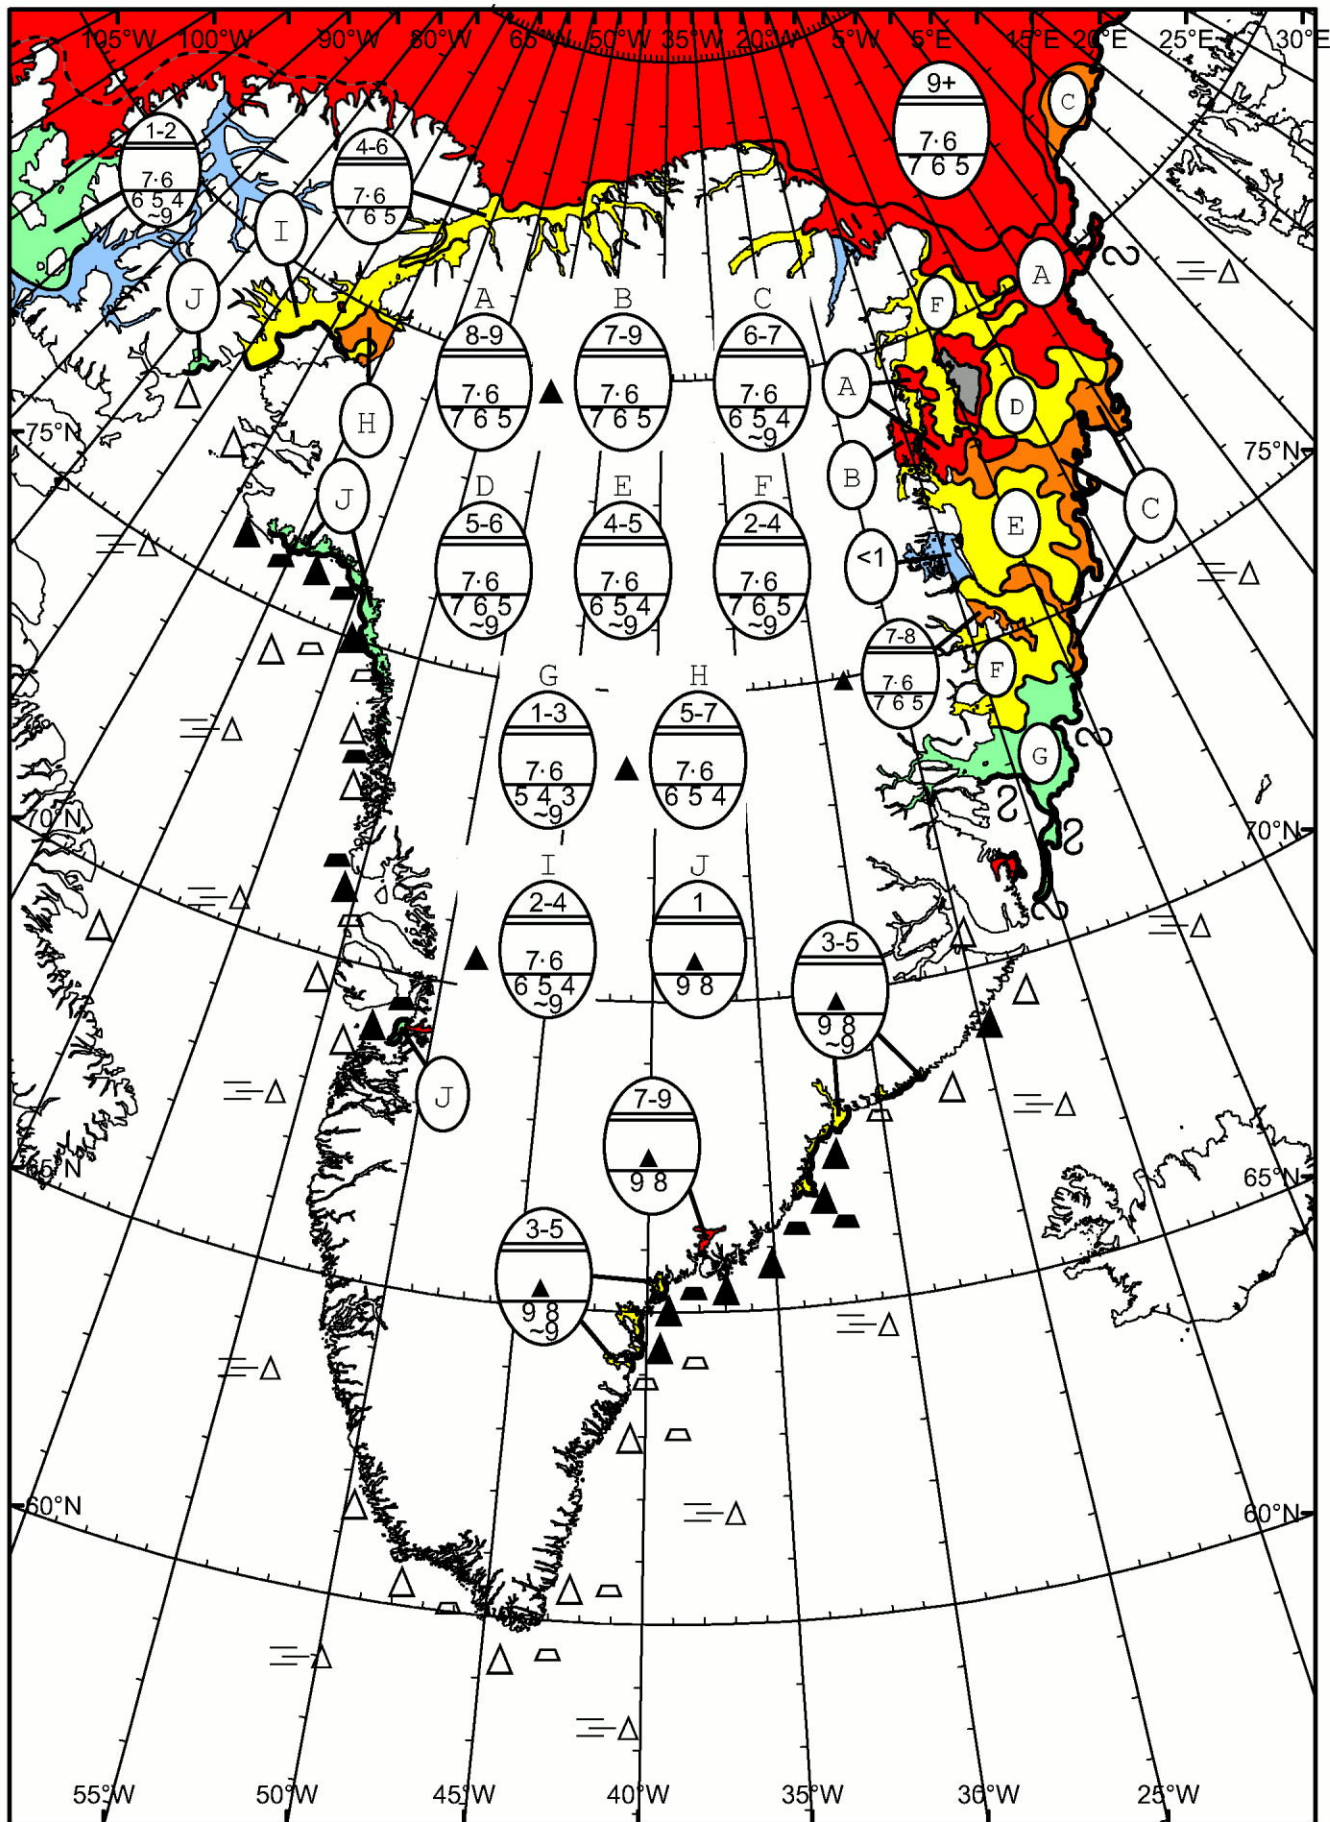 105°W 100°W 90°W 80°W 65°W 50°W 35°W 20°W 5°W 5°E 15°E 20°E 25°E 30°E
9+
7·6
7 6 5
C
1-2
7·6
6 5 4
~9
4-6
7·6
7 6 5
I
J
A
F
A B C
8-9 7-9 6-7
7·6 7·6 7·6
7 6 5 7 6 5 6 5 4
~9
A
D
H
75°N
75°N
B
J
C
D E F
5-6 4-5 2-4
7·6 7·6 7·6
7 6 5 6 5 4 7 6 5
~9 ~9 ~9
E
<1
7-8
7·6
7 6 5
F
G H
1-3 5-7
7·6 7·6
5 4 3 6 5 4
~9
G
70°N
70°N
I J
2-4 1
7·6
6 5 4 9 8
~9
3-5
9 8
~9
J
7-9
9 8
65°N
65°N
3-5
9 8
~9
60°N
60°N
55°W 50°W 45°W 40°W 35°W 30°W 25°W